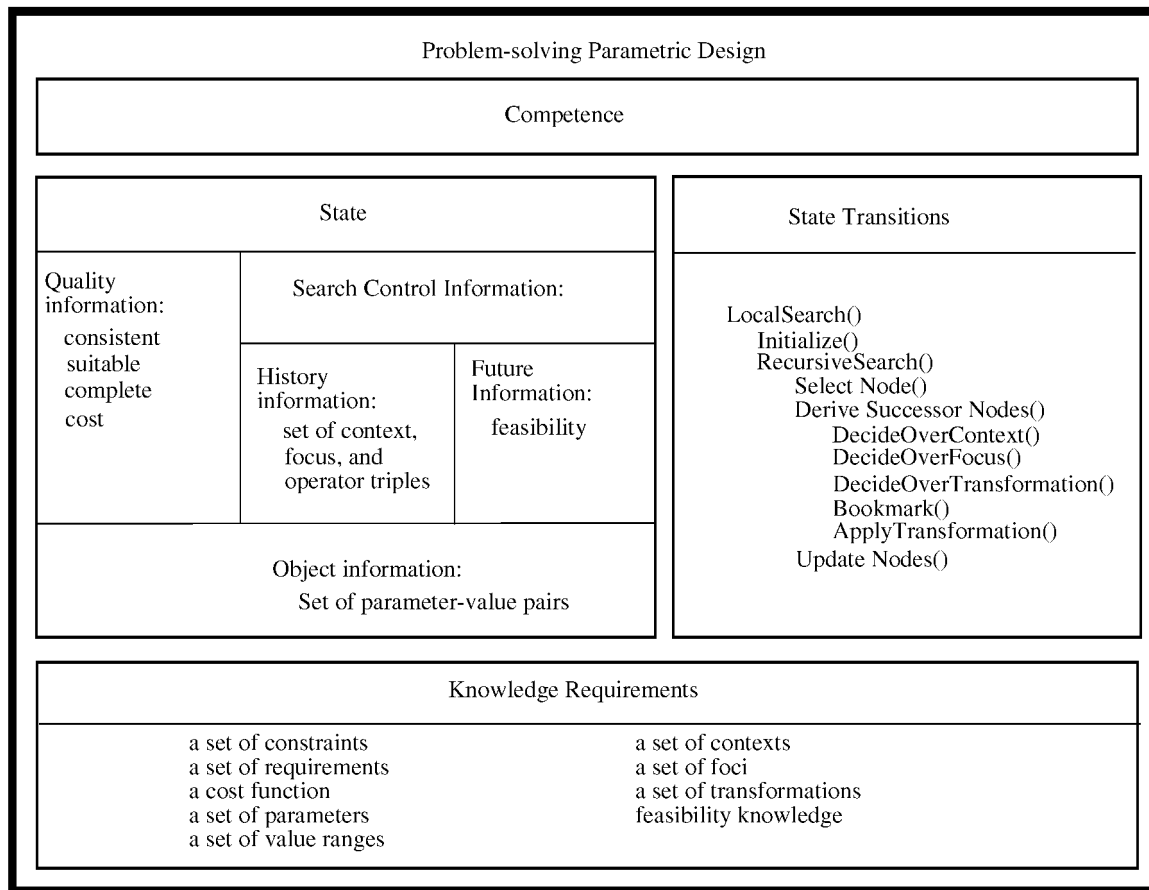 Problem-solving Parametric Design
Competence
State
Quality
information:
consistent
suitable
complete
cost
Search Control Information:
History
information:
set of context,
focus, and
operator triples
Future
Information:
feasibility
Object information:
Set of parameter-value pairs
State Transitions
LocalSearch()
Initialize()
RecursiveSearch()
Select Node()
Derive Successor Nodes()
DecideOverContext()
DecideOverFocus()
DecideOverTransformation()
Bookmark()
ApplyTransformation()
Update Nodes()
Knowledge Requirements
a set of constraints
a set of requirements
a cost function
a set of parameters
a set of value ranges
a set of contexts
a set of foci
a set of transformations
feasibility knowledge